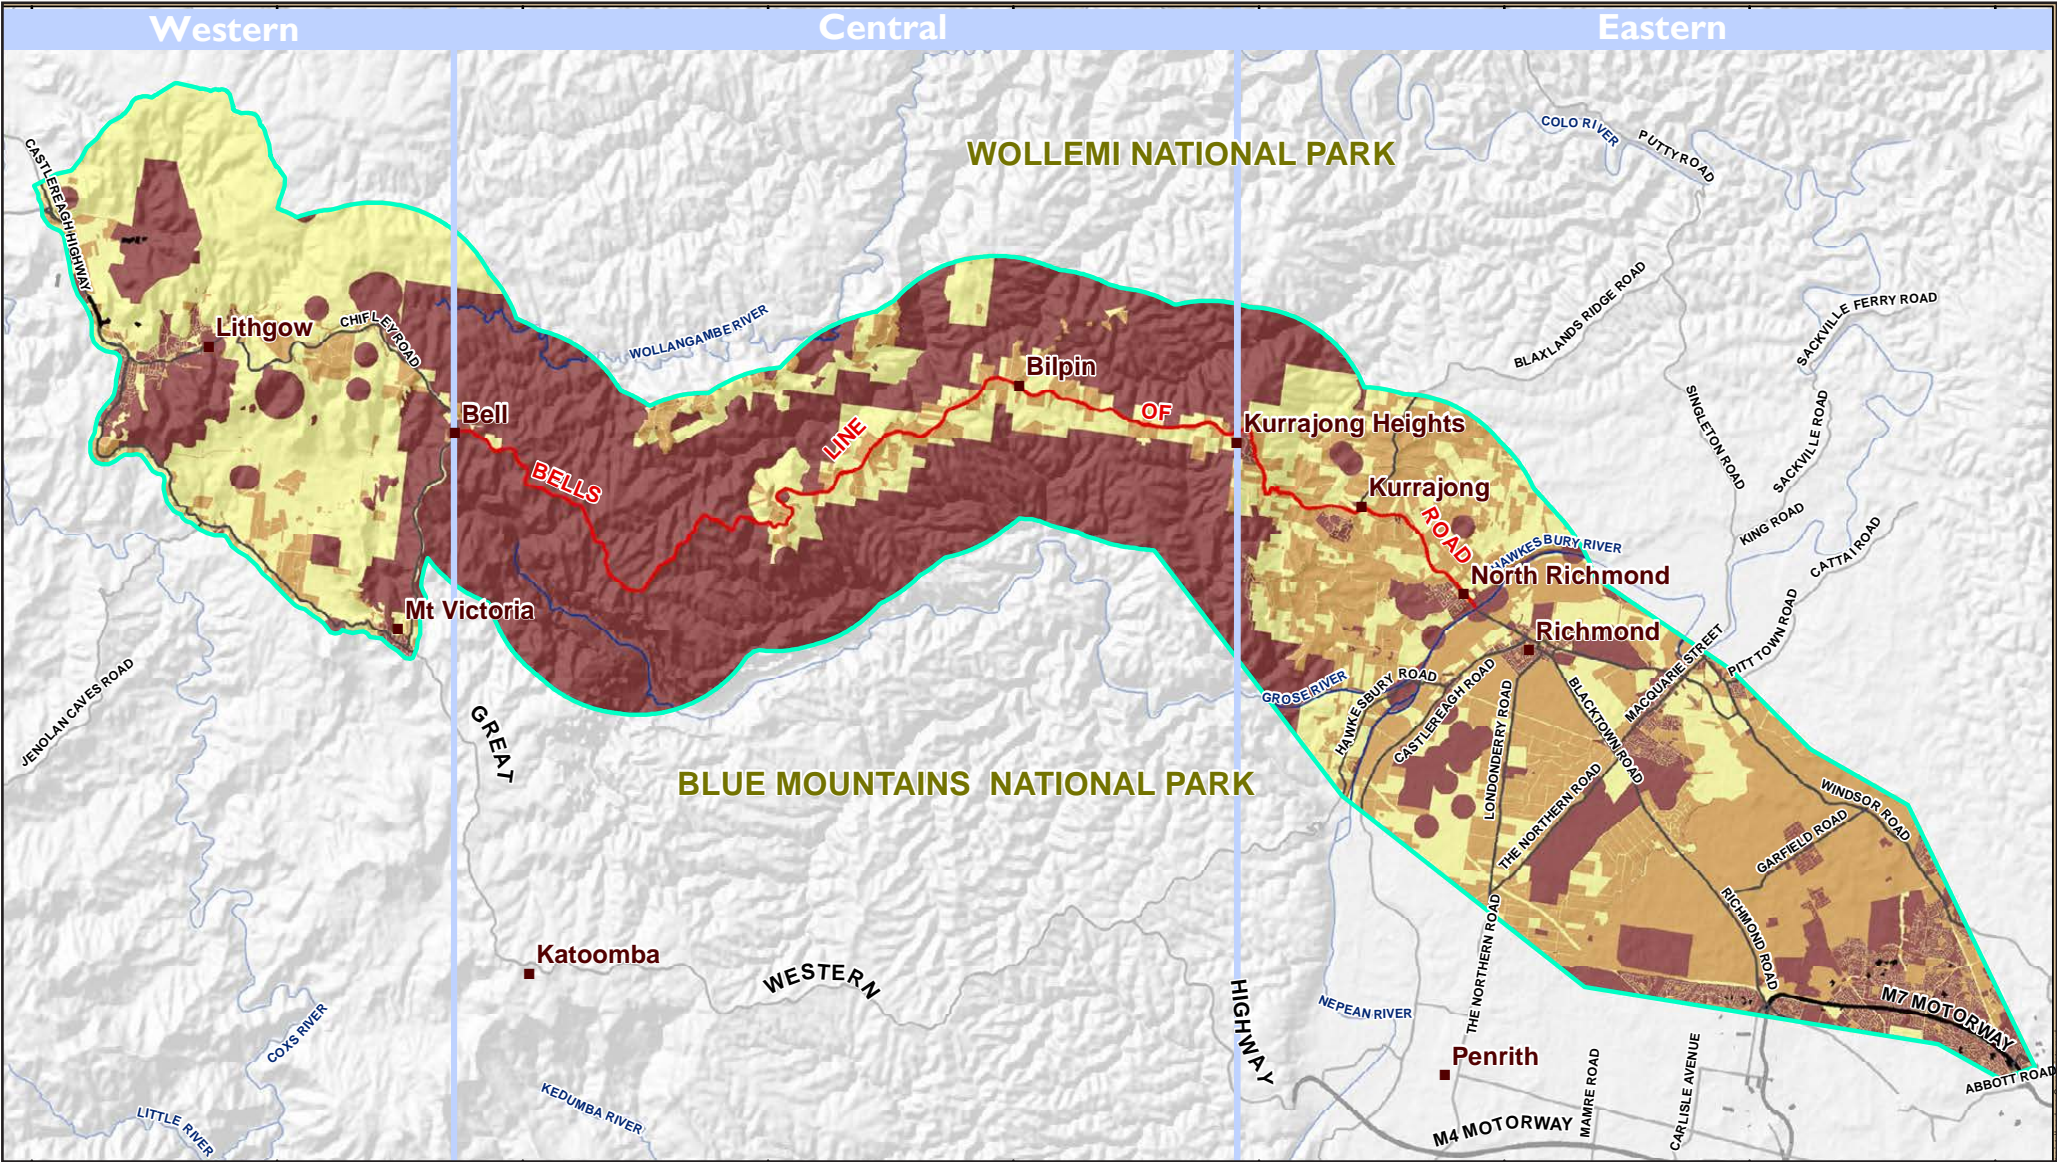 Western
Central
Eastern
WOLLEMI NATIONAL PARK
COLO RIVER
PUTTY ROAD
CASTLEREAGH HIGHWAY
BLAXLANDS RIDGE ROAD
SACKVILLE FERRY ROAD
Lithgow
CHIFLEY ROAD
WOLLANGAMBE RIVER
Bilpin
Bell
OF
LINE
BELLS
Kurrajong Heights
SINGLETON ROAD
SACKVILLE ROAD
Kurrajong
ROAD
KING ROAD
CATTAI ROAD
HAWKESBURY RIVER
North Richmond
Mt Victoria
Richmond
PITT TOWN ROAD
MACQUARIE STREET
JENOLAN CAVES ROAD
GROSE RIVER
HAWKESBURY ROAD
CASTLEREAGH ROAD
LONDONDERRY ROAD
BLACKTOWN ROAD
GREAT
BLUE MOUNTAINS NATIONAL PARK
THE NORTHERN ROAD
WINDSOR ROAD
GARFIELD ROAD
RICHMOND ROAD
THE NORTHERN ROAD
Katoomba
WESTERN
HIGHWAY
NEPEAN RIVER
M7 MOTORWAY
COXS RIVER
Penrith
ABBOTT ROAD
KEDUMBA RIVER
MAMRE ROAD
CARLISLE AVENUE
LITTLE RIVER
M4 MOTORWAY